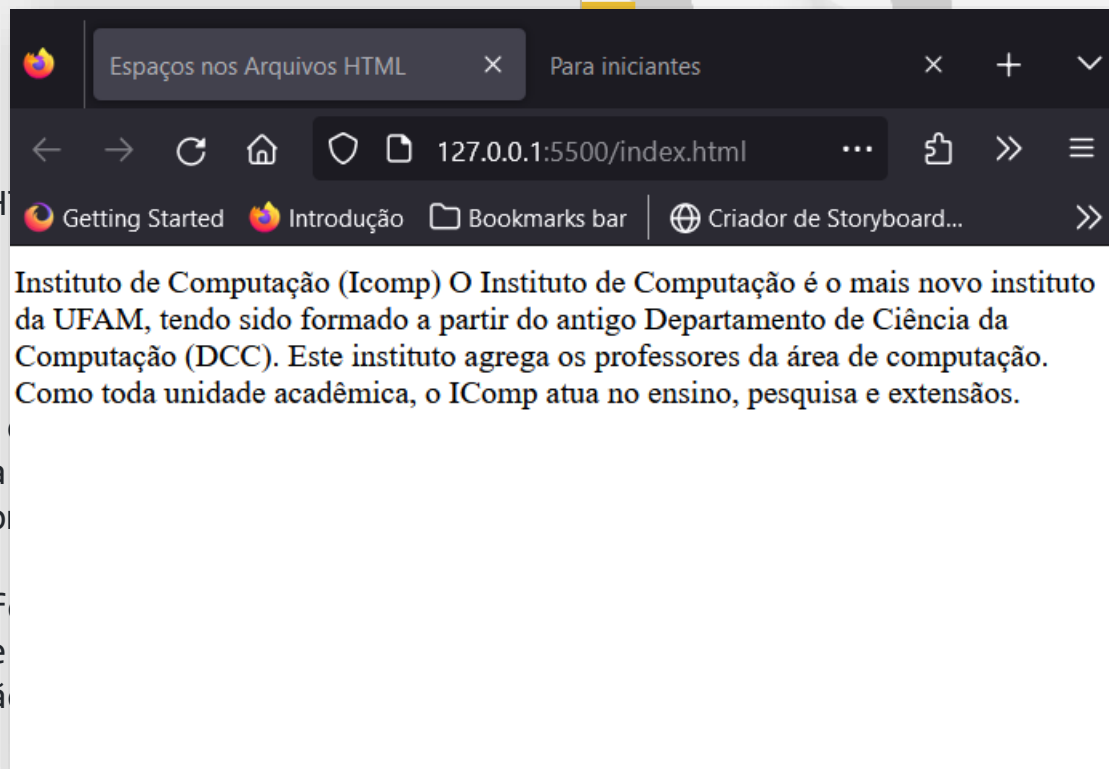 Espaços nos Arquivos HTML
Para iniciantes
127.0.0.1:5500/index.html
Getting Started
Introdução
Bookmarks bar
Criador de Storyboard...
Instituto de Computação (Icomp) O Instituto de Computação é o mais novo instituto
da UFAM, tendo sido formado a partir do antigo Departamento de Ciência da
Computação (DCC). Este instituto agrega os professores da área de computação.
Como toda unidade acadêmica, o IComp atua no ensino, pesquisa e extensãos.